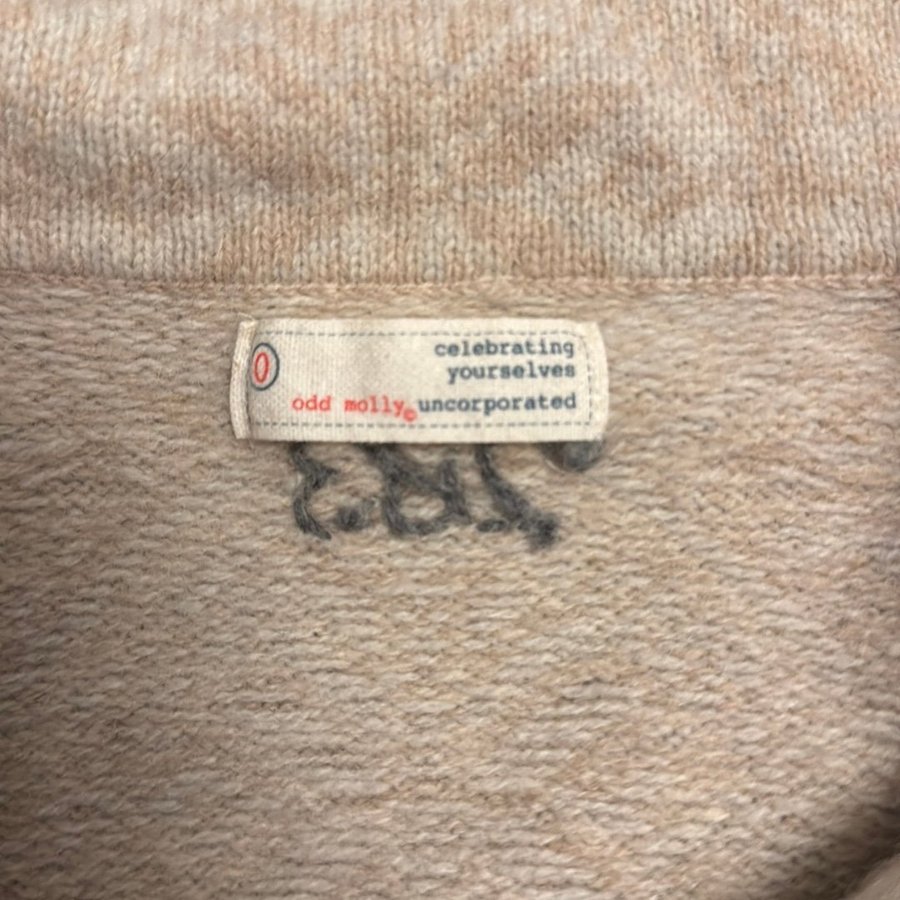 0
celebrating
yourselves
odd molly© uncorporated